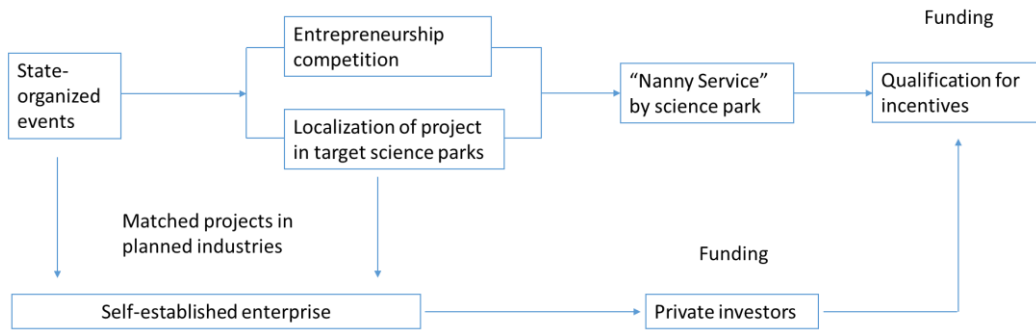 Funding
Entrepreneurship
competition
State-
organized
events
“Nanny Service”
by science park
Qualification for
incentives
Localization of project
in target science parks
Matched projects in
planned industries
Funding
Self-established enterprise
Private investors